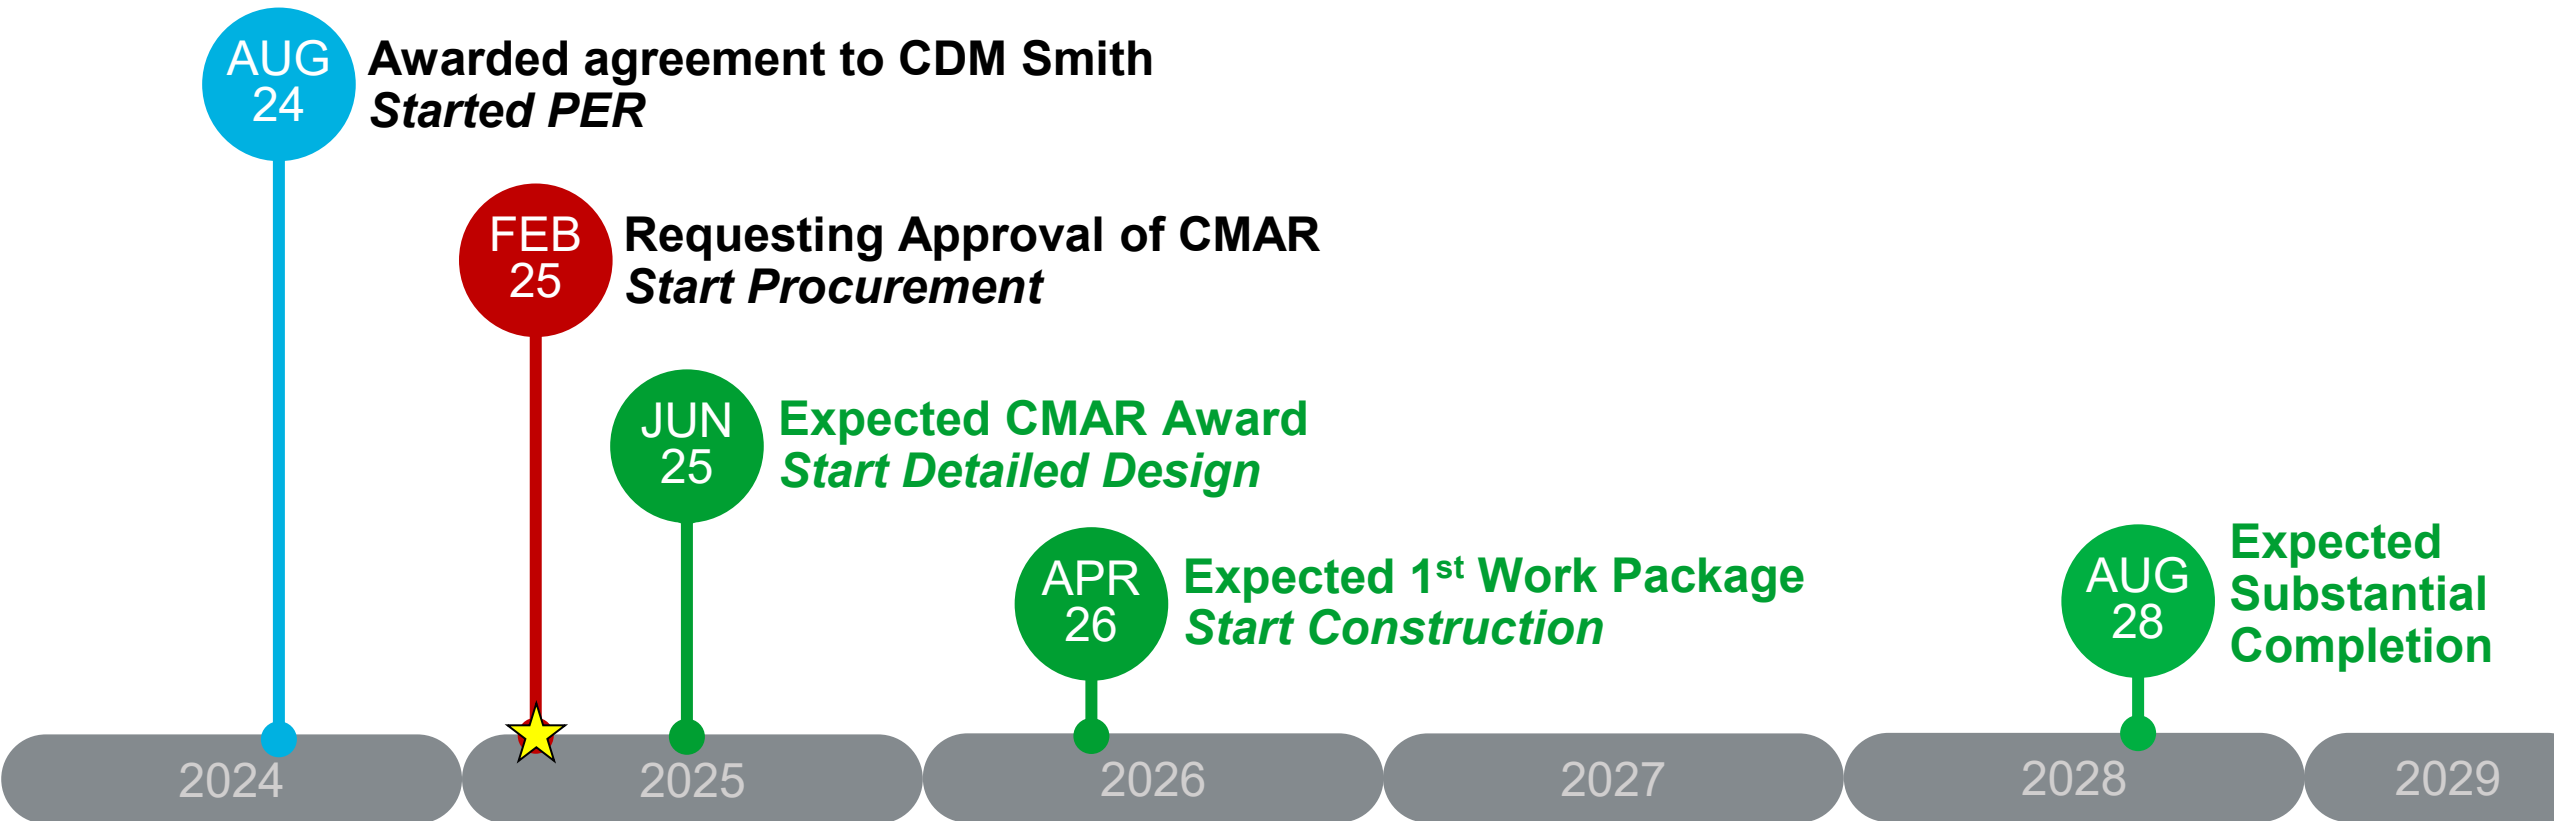 AUG
24
Awarded agreement to CDM Smith
Started PER
FEB
25
Requesting Approval of CMAR
Start Procurement
JUN
25
Expected CMAR Award
Start Detailed Design
APR
26
Expected 1st Work Package
Start Construction
AUG
28
Expected
Substantial
Completion
2024
2025
2026
2027
2028
2029